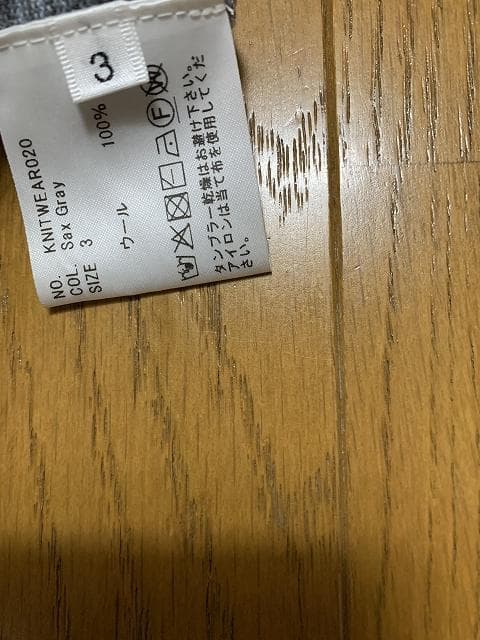 3
NO. KNITWEAR020
COL. Sax Gray
SIZE 3
ウール 100%
F
タンブラー乾燥はお避け下さい。
アイロンは当て布を使用してくだ
さい。